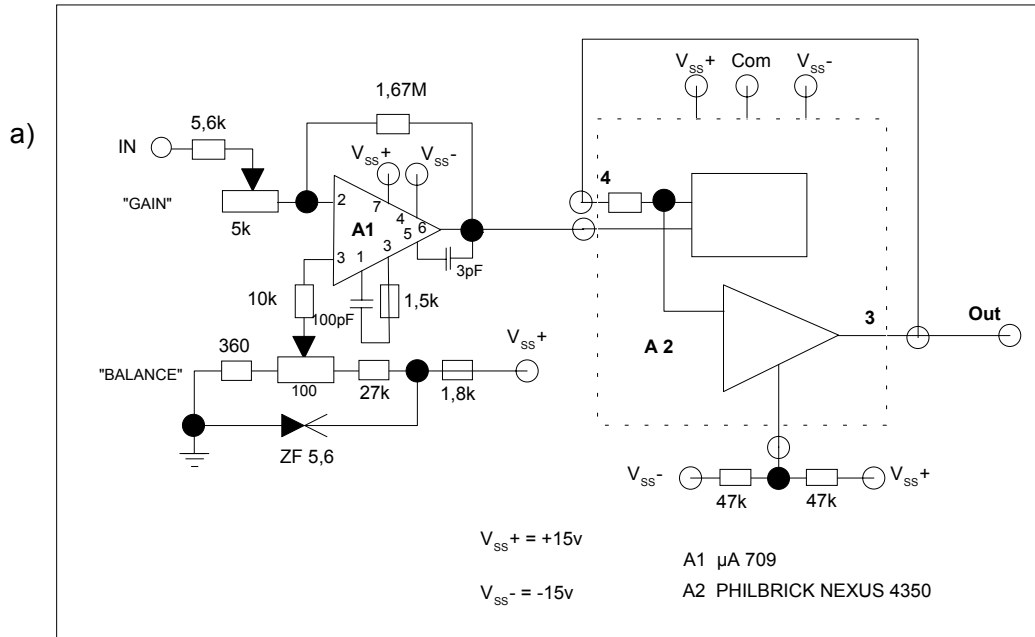 a)
V_SS+ Com V_SS-
1,67M
5,6k
IN
V_SS+ V_SS-
4
2 7
4
"GAIN"
A1 6
5
5k
3 1 3
3pF
10k
1,5k
100pF
3 Out
360
A 2
V_SS+
"BALANCE"
100 27k 1,8k
ZF 5,6
V_SS- V_SS+
47k 47k
V_SS+ = +15v
A1 µA 709
V_SS- = -15v
A2 PHILBRICK NEXUS 4350